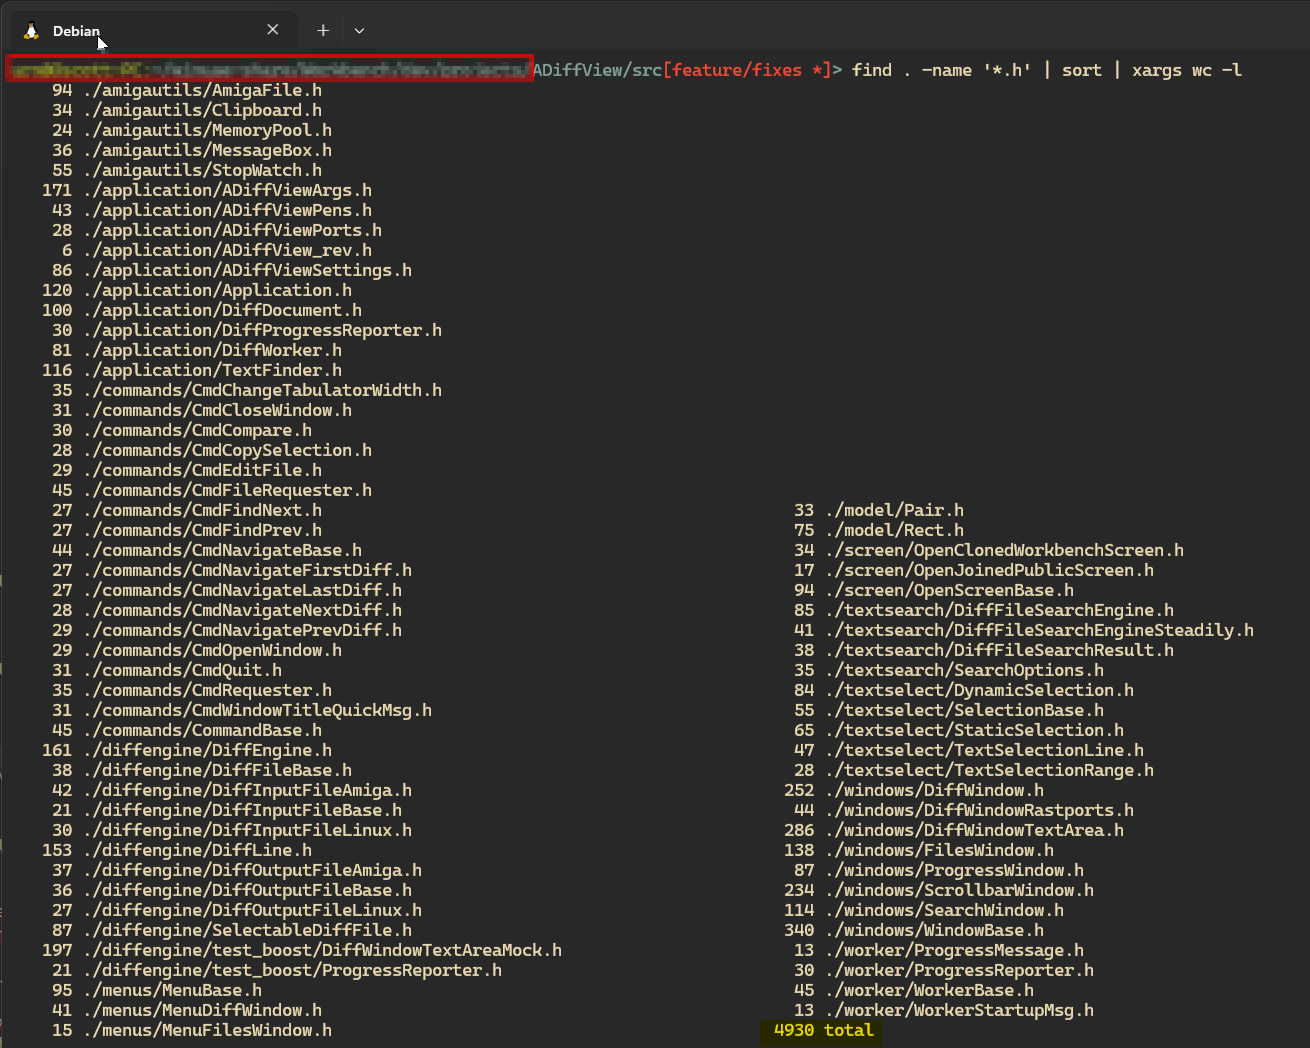 Debian
ADiffView/src[feature/fixes *]> find . -name '*.h' | sort | xargs wc -l
94 ./amigautils/AmigaFile.h
34 ./amigautils/Clipboard.h
24 ./amigautils/MemoryPool.h
36 ./amigautils/MessageBox.h
55 ./amigautils/StopWatch.h
171 ./application/ADiffViewArgs.h
43 ./application/ADiffViewPens.h
28 ./application/ADiffViewPorts.h
6 ./application/ADiffView_rev.h
86 ./application/ADiffViewSettings.h
120 ./application/Application.h
100 ./application/DiffDocument.h
30 ./application/DiffProgressReporter.h
81 ./application/DiffWorker.h
116 ./application/TextFinder.h
35 ./commands/CmdChangeTabulatorWidth.h
31 ./commands/CmdCloseWindow.h
30 ./commands/CmdCompare.h
28 ./commands/CmdCopySelection.h
29 ./commands/CmdEditFile.h
45 ./commands/CmdFileRequester.h
27 ./commands/CmdFindNext.h
27 ./commands/CmdFindPrev.h
44 ./commands/CmdNavigateBase.h
27 ./commands/CmdNavigateFirstDiff.h
27 ./commands/CmdNavigateLastDiff.h
28 ./commands/CmdNavigateNextDiff.h
29 ./commands/CmdNavigatePrevDiff.h
29 ./commands/CmdOpenWindow.h
31 ./commands/CmdQuit.h
35 ./commands/CmdRequester.h
31 ./commands/CmdWindowTitleQuickMsg.h
45 ./commands/CommandBase.h
161 ./diffengine/DiffEngine.h
38 ./diffengine/DiffFileBase.h
42 ./diffengine/DiffInputFileAmiga.h
21 ./diffengine/DiffInputFileBase.h
30 ./diffengine/DiffInputFileLinux.h
153 ./diffengine/DiffLine.h
37 ./diffengine/DiffOutputFileAmiga.h
36 ./diffengine/DiffOutputFileBase.h
27 ./diffengine/DiffOutputFileLinux.h
87 ./diffengine/SelectableDiffFile.h
197 ./diffengine/test_boost/DiffWindowTextAreaMock.h
21 ./diffengine/test_boost/ProgressReporter.h
95 ./menus/MenuBase.h
41 ./menus/MenuDiffWindow.h
15 ./menus/MenuFilesWindow.h
33 ./model/Pair.h
75 ./model/Rect.h
34 ./screen/OpenClonedWorkbenchScreen.h
17 ./screen/OpenJoinedPublicScreen.h
94 ./screen/OpenScreenBase.h
85 ./textsearch/DiffFileSearchEngine.h
41 ./textsearch/DiffFileSearchEngineSteadily.h
38 ./textsearch/DiffFileSearchResult.h
35 ./textsearch/SearchOptions.h
84 ./textselect/DynamicSelection.h
55 ./textselect/SelectionBase.h
65 ./textselect/StaticSelection.h
47 ./textselect/TextSelectionLine.h
28 ./textselect/TextSelectionRange.h
252 ./windows/DiffWindow.h
44 ./windows/DiffWindowRastports.h
286 ./windows/DiffWindowTextArea.h
138 ./windows/FilesWindow.h
87 ./windows/ProgressWindow.h
234 ./windows/ScrollbarWindow.h
114 ./windows/SearchWindow.h
340 ./windows/WindowBase.h
13 ./worker/ProgressMessage.h
30 ./worker/ProgressReporter.h
45 ./worker/WorkerBase.h
13 ./worker/WorkerStartupMsg.h
4930 total